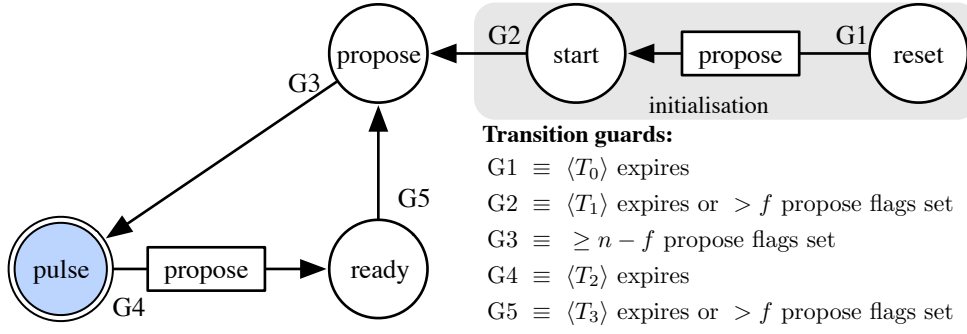 propose
G2
start
propose
G1
reset
initialisation
G3
pulse
G4
propose
ready
G5
Transition guards:
G1 ≡ ⟨T₀⟩ expires
G2 ≡ ⟨T₁⟩ expires or > f propose flags set
G3 ≡ ≥ n − f propose flags set
G4 ≡ ⟨T₂⟩ expires
G5 ≡ ⟨T₃⟩ expires or > f propose flags set